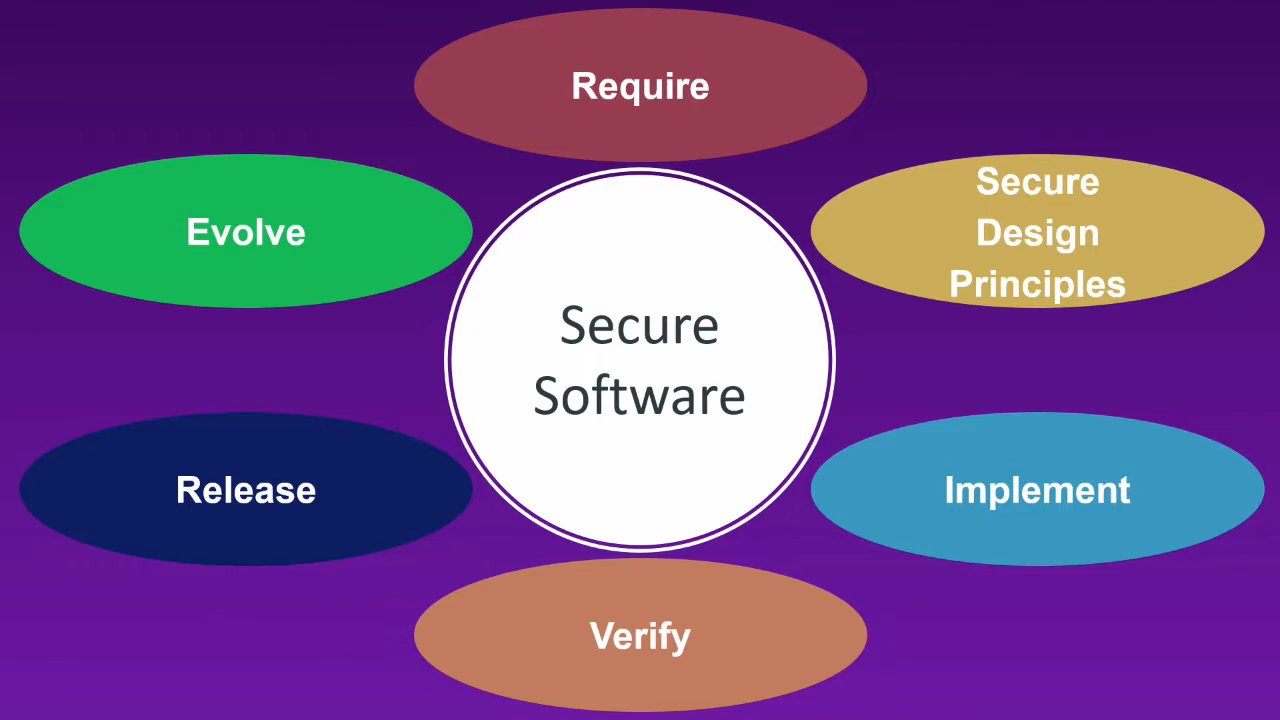 Require
Evolve
Secure
Design
Principles
Secure
Software
Release
Implement
Verify